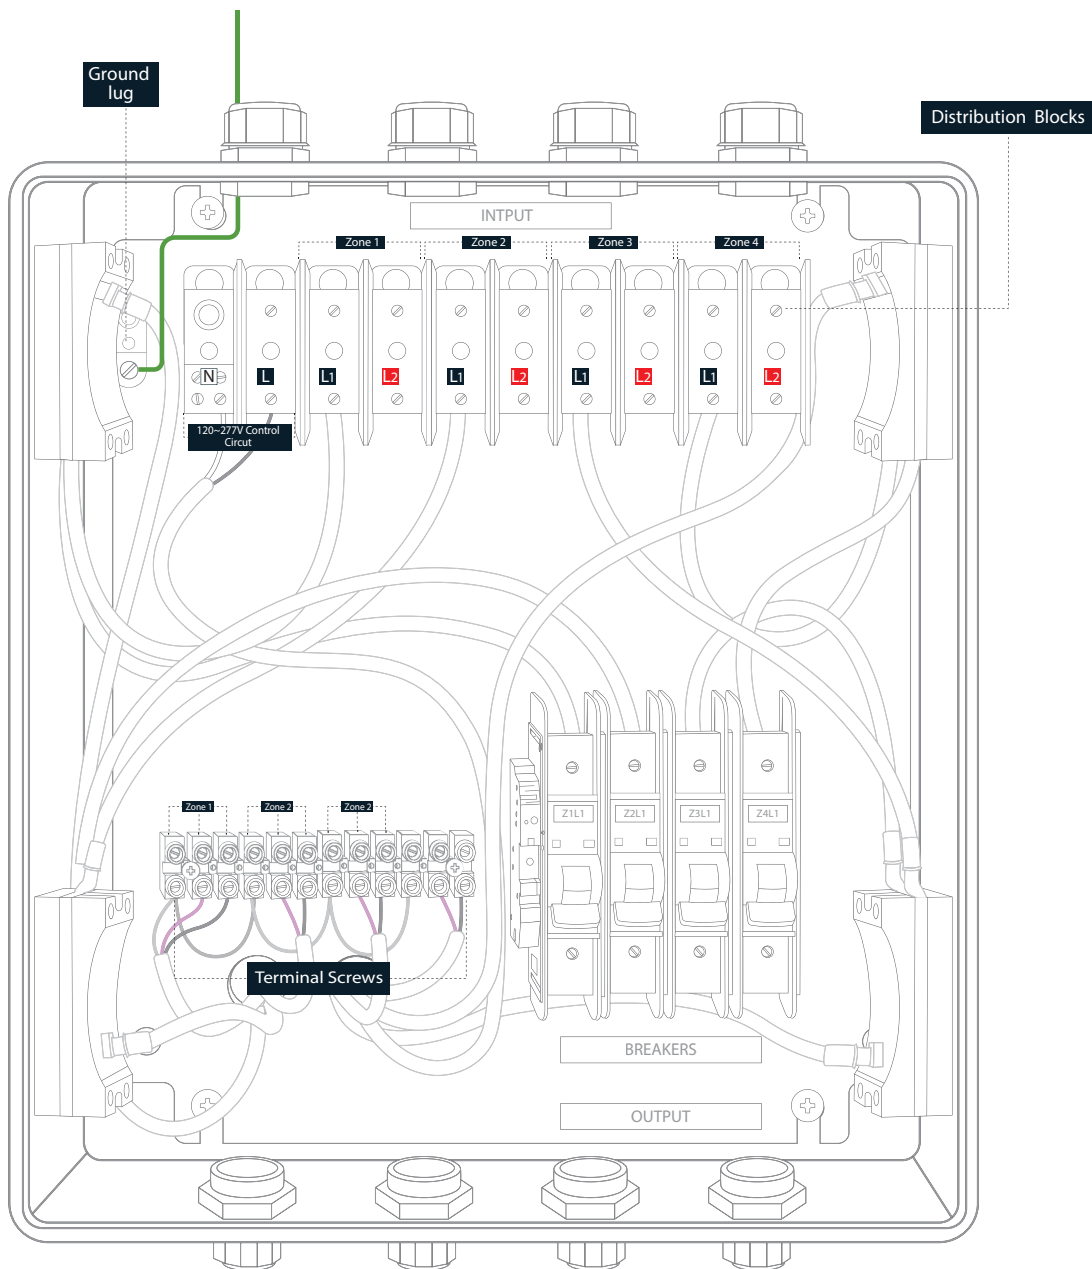 Ground
lug
Distribution Blocks
INTPUT
Zone 1
Zone 2
Zone 3
Zone 4
N
L
L1
L2
L1
L2
L1
L2
L1
L2
120~277V Control
Circut
Z1L1
Z2L1
Z3L1
Z4L1
Zone 1
Zone 2
Zone 2
Terminal Screws
BREAKERS
OUTPUT